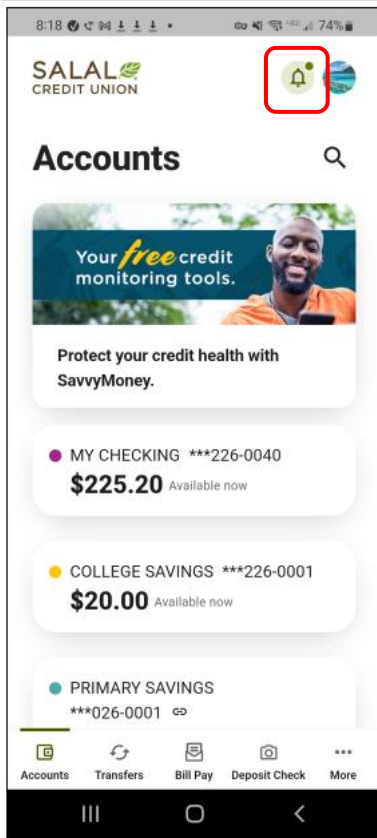 8:18 74%
SALAL
CREDIT UNION
Accounts
Your free credit
monitoring tools.
Protect your credit health with
SavvyMoney.
MY CHECKING ***226-0040
$225.20 Available now
COLLEGE SAVINGS ***226-0001
$20.00 Available now
PRIMARY SAVINGS
***026-0001
Accounts Transfers Bill Pay Deposit Check More